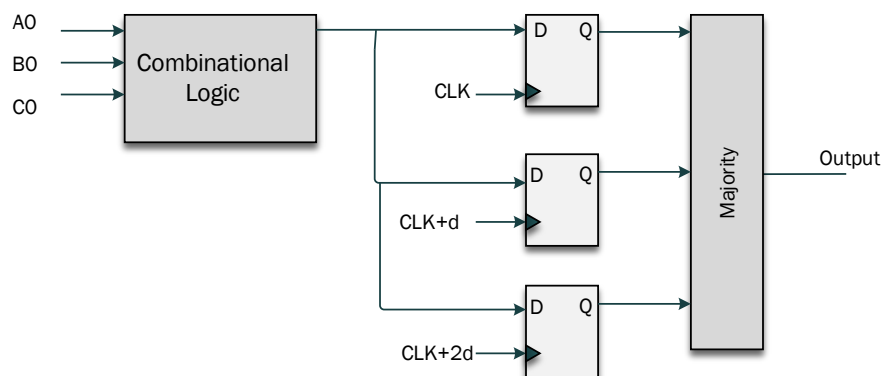 A0
B0
C0
Combinational
Logic
D Q
CLK
D Q
CLK+d
D Q
CLK+2d
Majority
Output